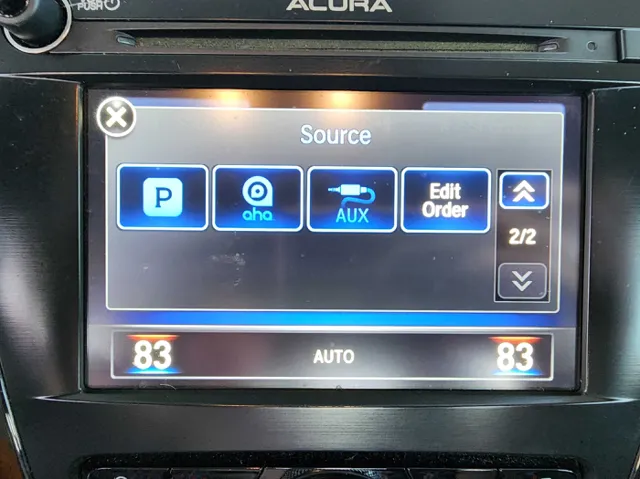 PUSH
ACURA
Source
P
aha
AUX
Edit
Order
2/2
83
AUTO
83